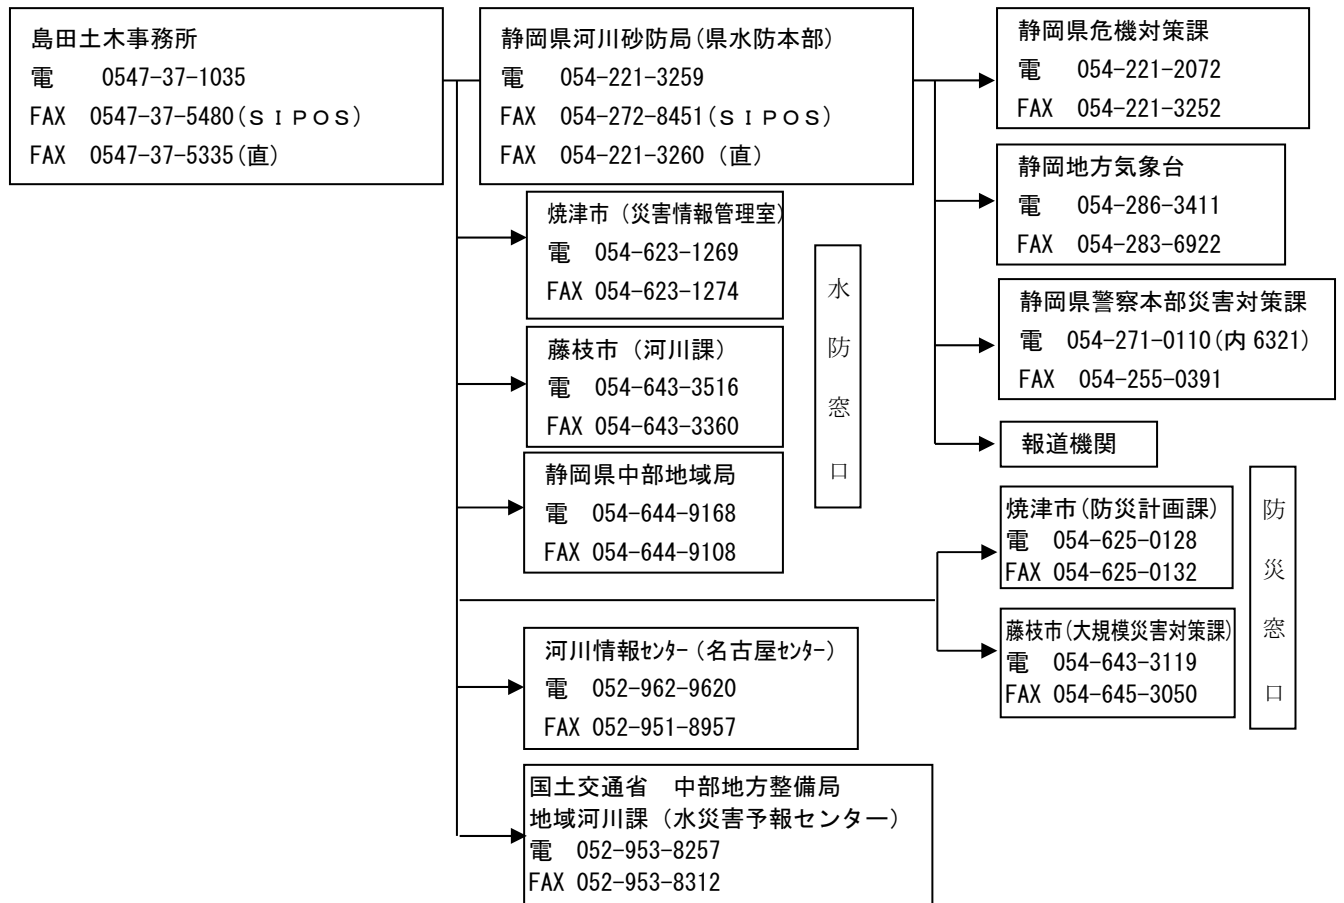 島田土木事務所
電　　0547-37-1035
FAX　0547-37-5480(ＳＩＰＯＳ)
FAX　0547-37-5335(直)
静岡県河川砂防局(県水防本部)
電　　054-221-3259
FAX　054-272-8451(ＳＩＰＯＳ)
FAX　054-221-3260 (直)
静岡県危機対策課
電　　054-221-2072
FAX　054-221-3252
静岡地方気象台
電　　054-286-3411
FAX　054-283-6922
静岡県警察本部災害対策課
電　054-271-0110(内 6321)
FAX　054-255-0391
報道機関
焼津市（災害情報管理室）
電　054-623-1269
FAX 054-623-1274
藤枝市（河川課）
電　054-643-3516
FAX 054-643-3360
静岡県中部地域局
電　054-644-9168
FAX 054-644-9108
水防窓口
焼津市(防災計画課)
電　054-625-0128
FAX 054-625-0132
藤枝市(大規模災害対策課)
電　054-643-3119
FAX 054-645-3050
防災窓口
河川情報ｾﾝﾀｰ(名古屋ｾﾝﾀｰ)
電　052-962-9620
FAX 052-951-8957
国土交通省　中部地方整備局
地域河川課（水災害予報センター）
電　052-953-8257
FAX 052-953-8312